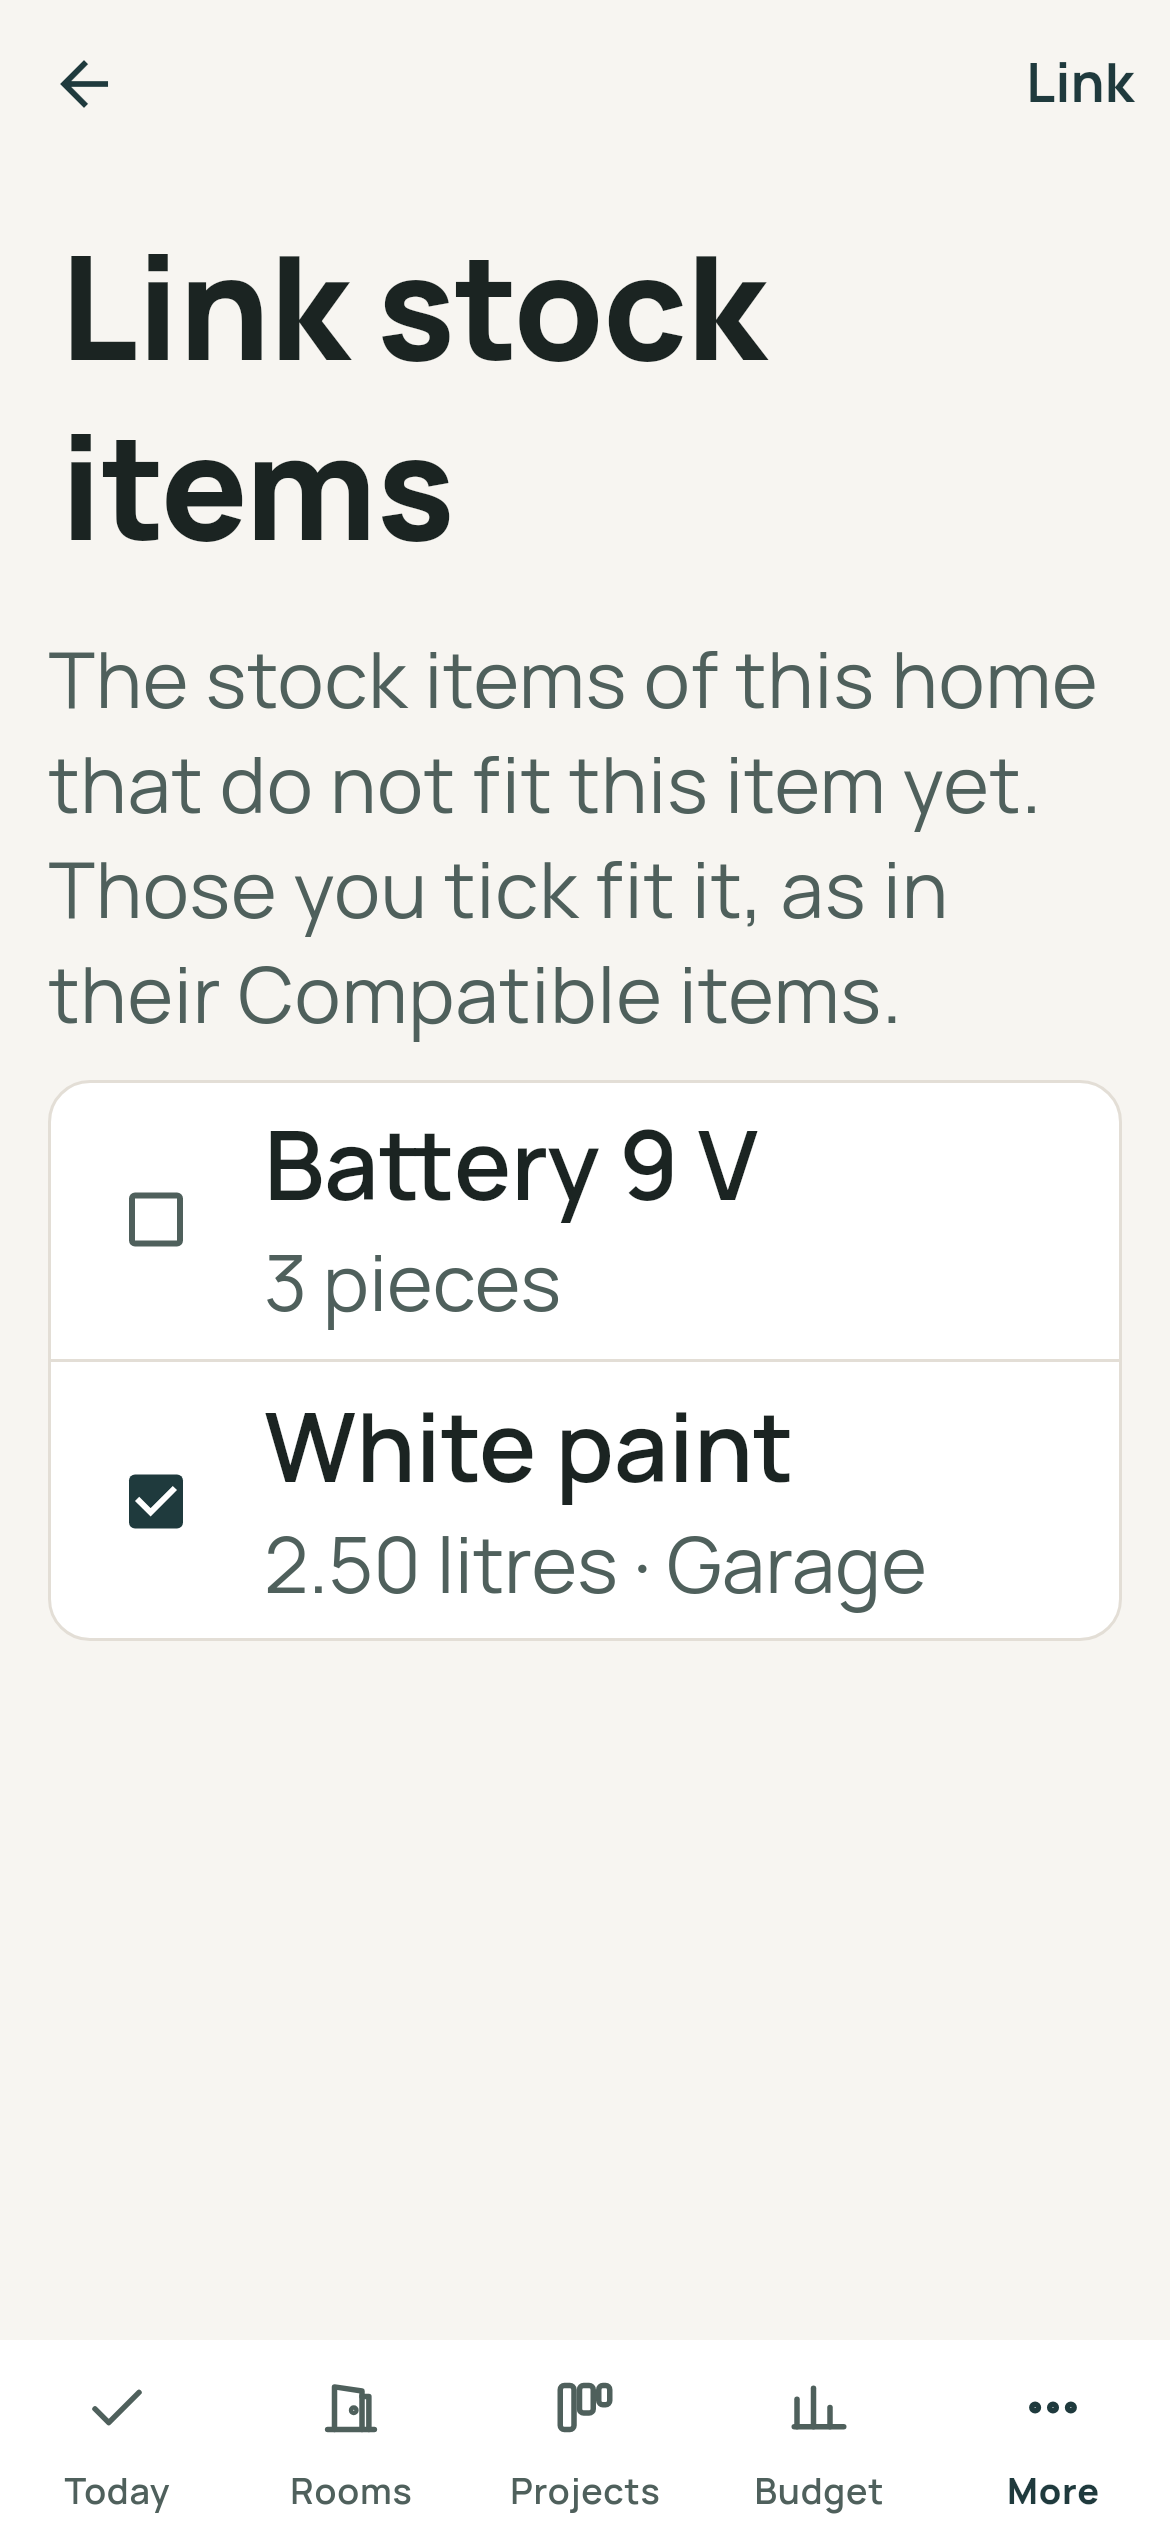 Link
Link stock
items
The stock items of this home
that do not fit this item yet.
Those you tick fit it, as in
their Compatible items.
Battery 9 V
3 pieces
White paint
2.50 litres · Garage
Today
Rooms
Projects
Budget
More